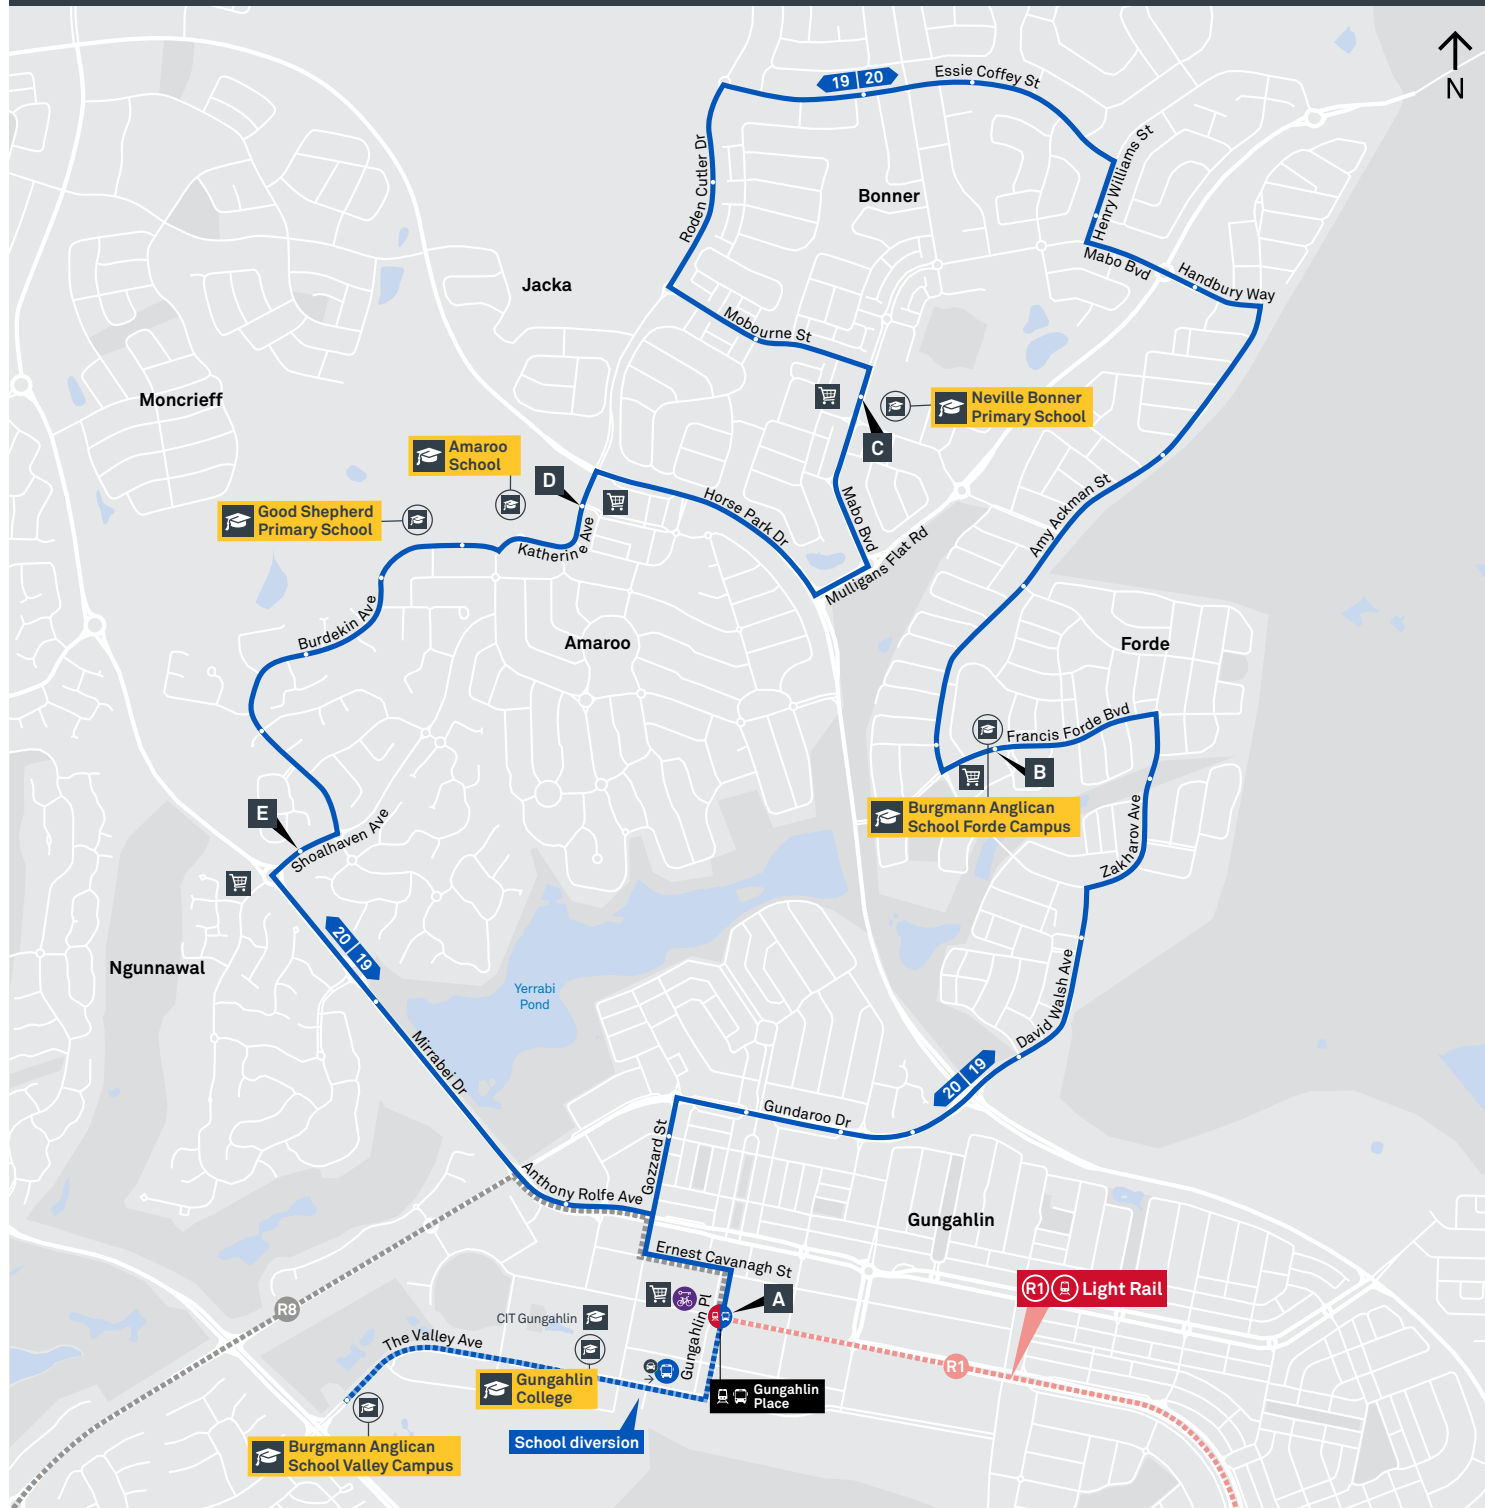 N
19 20
Essie Coffey St
Henry Williams St
Roden Cutler Dr
Bonner
Mabo Bvd
Handbury Way
Jacka
Mobourne St
Moncrieff
Neville Bonner
Primary School
C
Amaroo
School
D
Good Shepherd
Primary School
Horse Park Dr
Mabo Bvd
Amy Ackman St
Katherine Ave
Mulligans Flat Rd
Burdekin Ave
Amaroo
Forde
Francis Forde Bvd
B
E
Shoalhaven Ave
Burgmann Anglican
School Forde Campus
Zakharov Ave
20 19
Ngunnawal
Yerrabi
Pond
David Walsh Ave
Mirrabei Dr
20 19
Gundaroo Dr
Gozzard St
Anthony Rolfe Ave
Gungahlin
Ernest Cavanagh St
R1 Light Rail
A
R8
CIT Gungahlin
Gungahlin Pl
The Valley Ave
R1
Gungahlin
College
Gungahlin
Place
School diversion
Burgmann Anglican
School Valley Campus